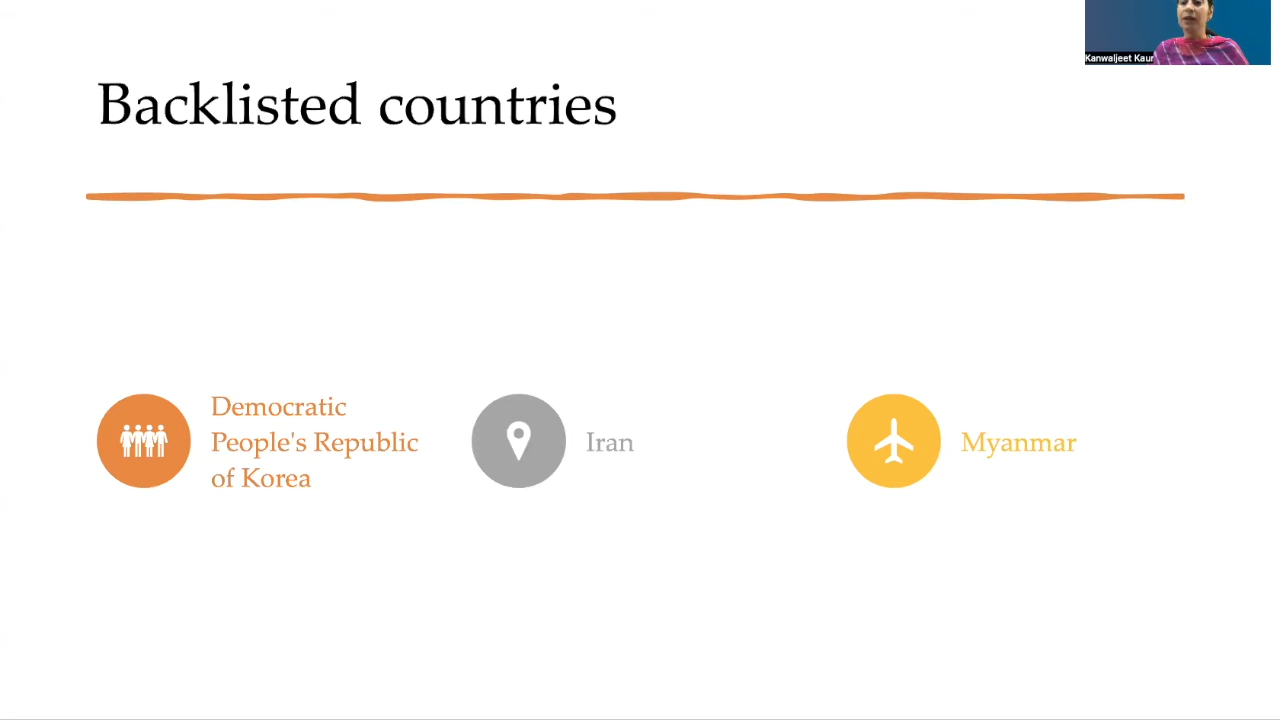 Kanwaljeet Kaur
Backlisted countries
Democratic
People's Republic
of Korea
Iran
Myanmar